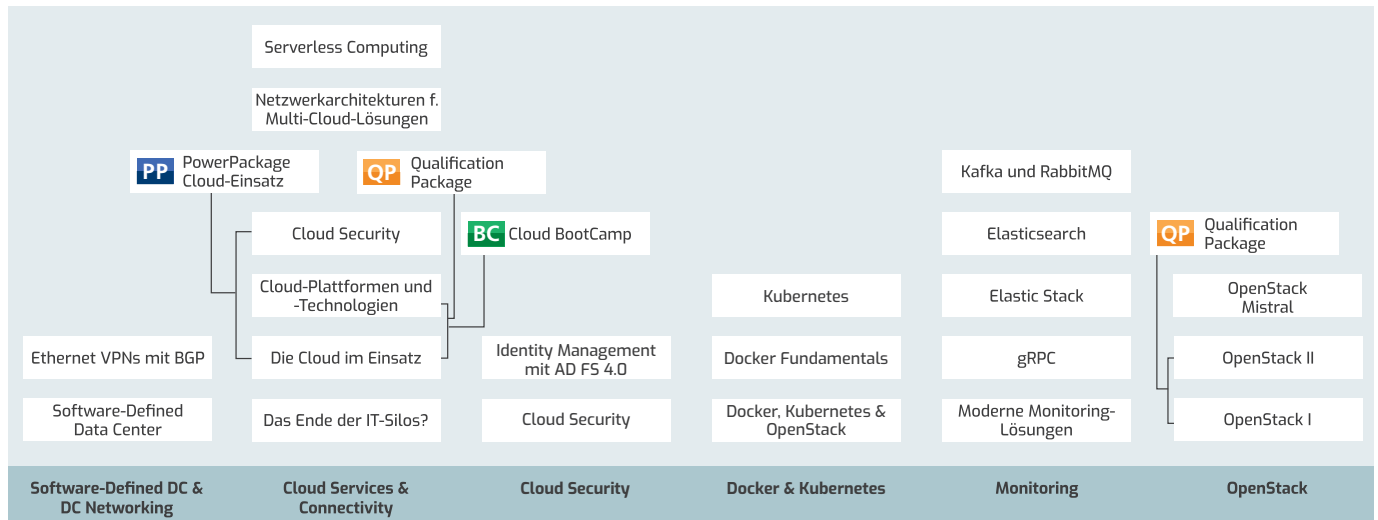 Serverless Computing
Netzwerkarchitekturen f.
Multi-Cloud-Lösungen
PP PowerPackage
Cloud-Einsatz
QP Qualification
Package
Cloud Security
BC Cloud BootCamp
Cloud-Plattformen und
-Technologien
Ethernet VPNs mit BGP
Die Cloud im Einsatz
Identity Management
mit AD FS 4.0
Software-Defined
Data Center
Das Ende der IT-Silos?
Cloud Security
Kubernetes
Docker Fundamentals
Docker, Kubernetes &
OpenStack
Kafka und RabbitMQ
Elasticsearch
Elastic Stack
gRPC
Moderne Monitoring-
Lösungen
QP Qualification
Package
OpenStack
Mistral
OpenStack II
OpenStack I
Software-Defined DC &
DC Networking
Cloud Services &
Connectivity
Cloud Security
Docker & Kubernetes
Monitoring
OpenStack